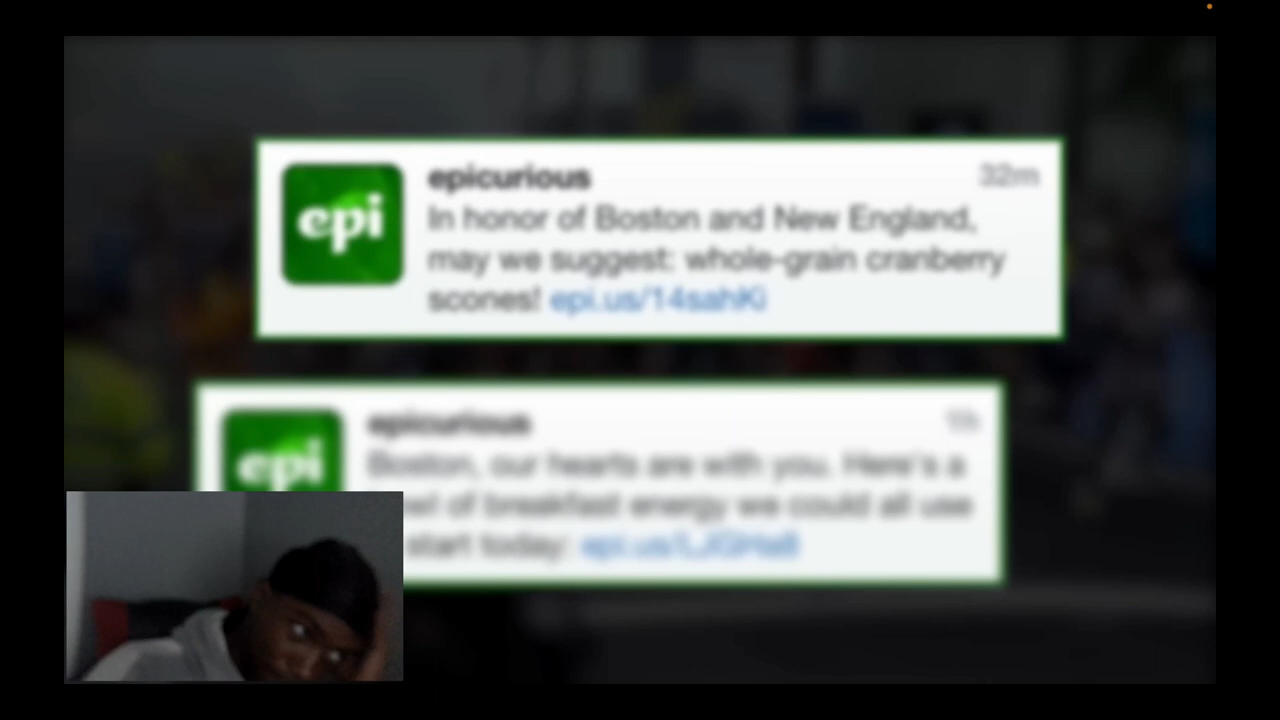 epi
epicurious
32m
In honor of Boston and New England,
may we suggest: whole-grain cranberry
scones! epi.us/14sahKi
epi
epicurious
1h
Boston, our hearts are with you. Here's a
of breakfast energy we could all use
start today: